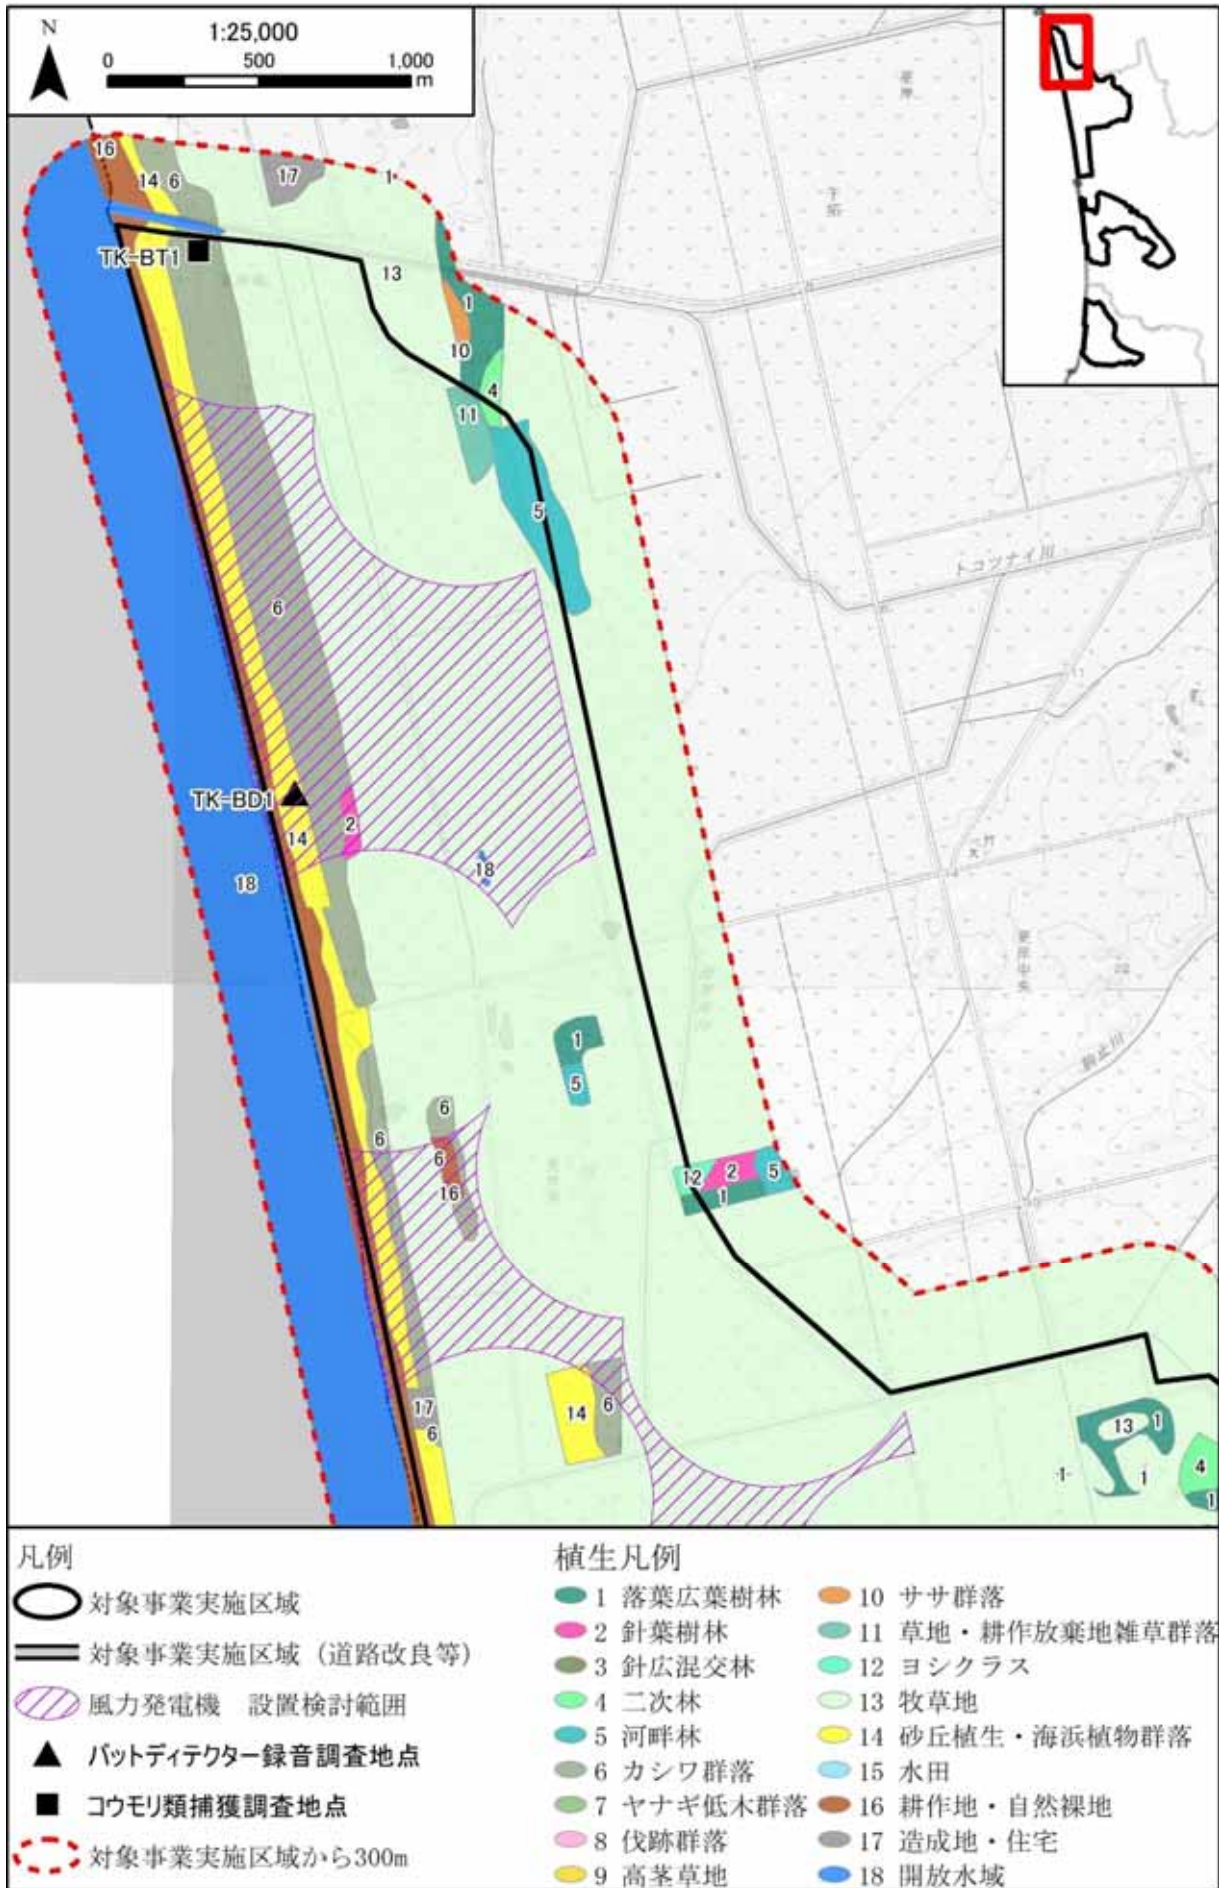 N
1:25,000
0 500 1,000
m
16
14 6
17
1
TK-BT1
13
1
10
4
11
5
トコツナイ川
6
TK-BD1
2
14
18
18
1
5
6
6
6
16
12 2 5
1
17
6
14
6
13
1
1
1
4
1
凡例
対象事業実施区域
対象事業実施区域(道路改良等)
風力発電機 設置検討範囲
バットディテクター録音調査地点
コウモリ類捕獲調査地点
対象事業実施区域から300m
植生凡例
1 落葉広葉樹林
2 針葉樹林
3 針広混交林
4 二次林
5 河畔林
6 カシワ群落
7 ヤナギ低木群落
8 伐跡群落
9 高茎草地
10 ササ群落
11 草地・耕作放棄地雑草群落
12 ヨシクラス
13 牧草地
14 砂丘植生・海浜植物群落
15 水田
16 耕作地・自然裸地
17 造成地・住宅
18 開放水域